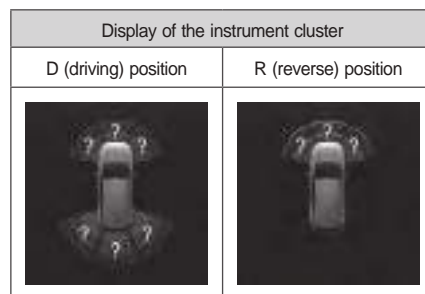 Display of the instrument cluster
D (driving) position
R (reverse) position
? ? ?
? ? ?
? ? ?